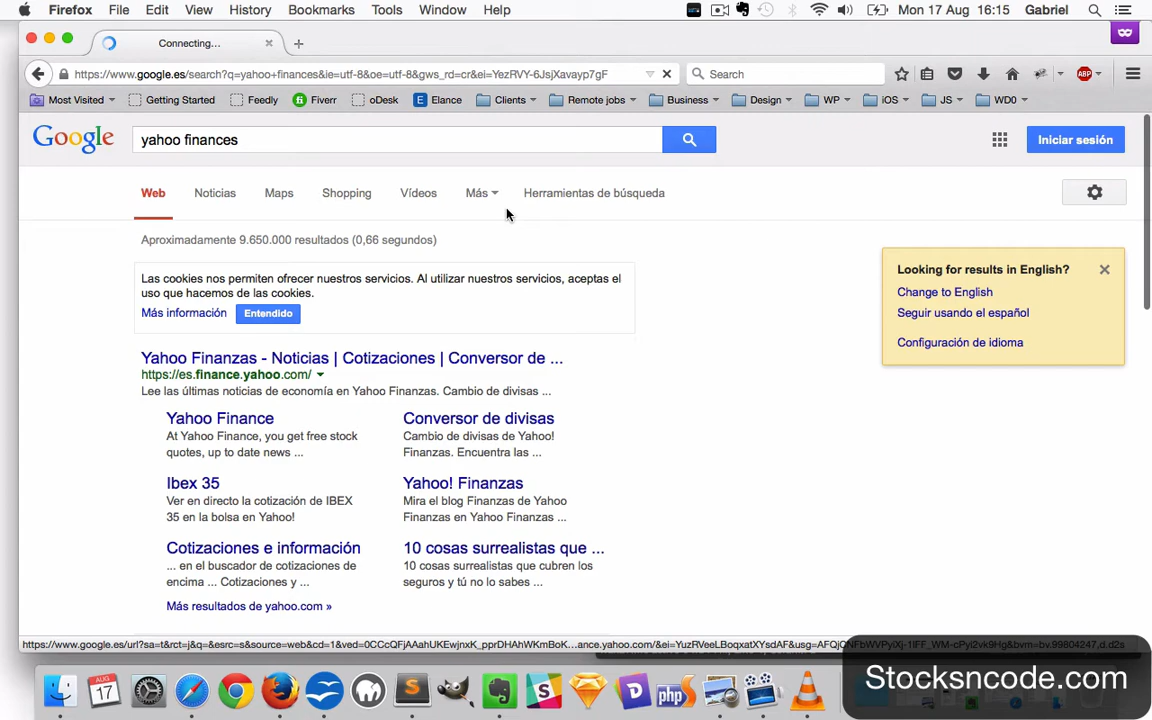 Firefox File Edit View History Bookmarks Tools Window Help Mon 17 Aug 16:15 Gabriel
Connecting...
https://www.google.es/search?q=yahoo+finances&ie=utf-8&oe=utf-8&gws_rd=cr&ei=YezRVY-6JsjXavayp7gF Search
Most Visited Getting Started Feedly Fiverr oDesk Elance Clients Remote jobs Business Design WP iOS JS WD0
Google yahoo finances Iniciar sesión
Web Noticias Maps Shopping Vídeos Más Herramientas de búsqueda
Aproximadamente 9.650.000 resultados (0,66 segundos)
Las cookies nos permiten ofrecer nuestros servicios. Al utilizar nuestros servicios, aceptas el
uso que hacemos de las cookies.
Más información Entendido
Looking for results in English?
Change to English
Seguir usando el español
Configuración de idioma
Yahoo Finanzas - Noticias | Cotizaciones | Conversor de ...
https://es.finance.yahoo.com/
Lee las últimas noticias de economía en Yahoo Finanzas. Cambio de divisas ...
Yahoo Finance
At Yahoo Finance, you get free stock
quotes, up to date news ...
Conversor de divisas
Cambio de divisas de Yahoo!
Finanzas. Encuentra las ...
Ibex 35
Ver en directo la cotización de IBEX
35 en la bolsa en Yahoo!
Yahoo! Finanzas
Mira el blog Finanzas de Yahoo
Finanzas en Yahoo Finanzas ...
Cotizaciones e información
... en el buscador de cotizaciones de
encima ... Cotizaciones y ...
10 cosas surrealistas que ...
10 cosas surrealistas que cubren los
seguros y tú no lo sabes ...
Más resultados de yahoo.com »
17
php
Stocksncode.com